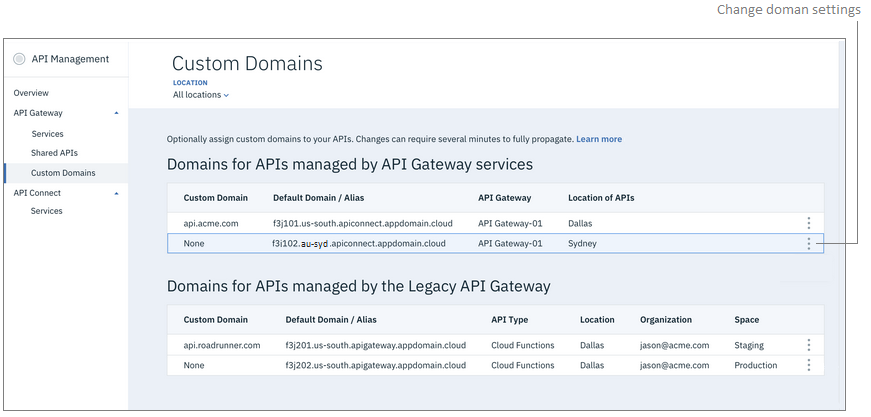 Change doman settings
API Management
Overview
API Gateway
Services
Shared APIs
Custom Domains
API Connect
Services
Custom Domains
LOCATION
All locations
Optionally assign custom domains to your APIs. Changes can require several minutes to fully propagate. Learn more
Domains for APIs managed by API Gateway services
Custom Domain Default Domain / Alias API Gateway Location of APIs
api.acme.com f3j101.us-south.apiconnect.appdomain.cloud API Gateway-01 Dallas
None f3i102.au-syd.apiconnect.appdomain.cloud API Gateway-01 Sydney
Domains for APIs managed by the Legacy API Gateway
Custom Domain Default Domain / Alias API Type Location Organization Space
api.roadrunner.com f3j201.us-south.apigateway.appdomain.cloud Cloud Functions Dallas jason@acme.com Staging
None f3j202.us-south.apigateway.appdomain.cloud Cloud Functions Dallas jason@acme.com Production